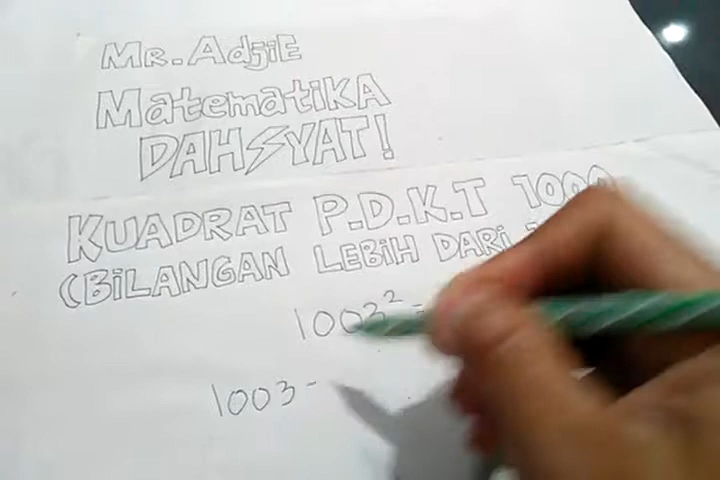 Mr. Adjie
Matematika
DAHSYAT!
KUADRAT P.D.K.T 1000
(BILANGAN LEBIH DARI
1003² =
1003 -